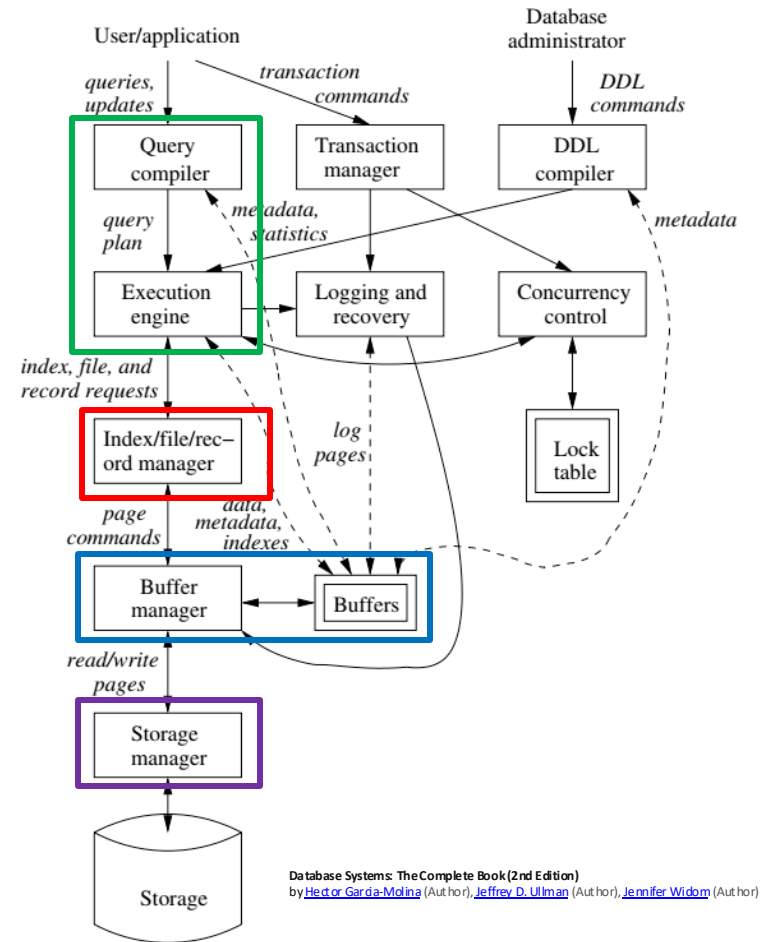 User/application
Database
administrator
queries,
updates
transaction
commands
DDL
commands
Query
compiler
Transaction
manager
DDL
compiler
query
plan
metadata,
statistics
metadata
Execution
engine
Logging and
recovery
Concurrency
control
index, file, and
record requests
Index/file/rec–
ord manager
log
pages
Lock
table
page
commands
data,
metadata,
indexes
Buffer
manager
Buffers
read/write
pages
Storage
manager
Storage
Database Systems: The Complete Book (2nd Edition)
by Hector Garcia-Molina (Author), Jeffrey D. Ullman (Author), Jennifer Widom (Author)